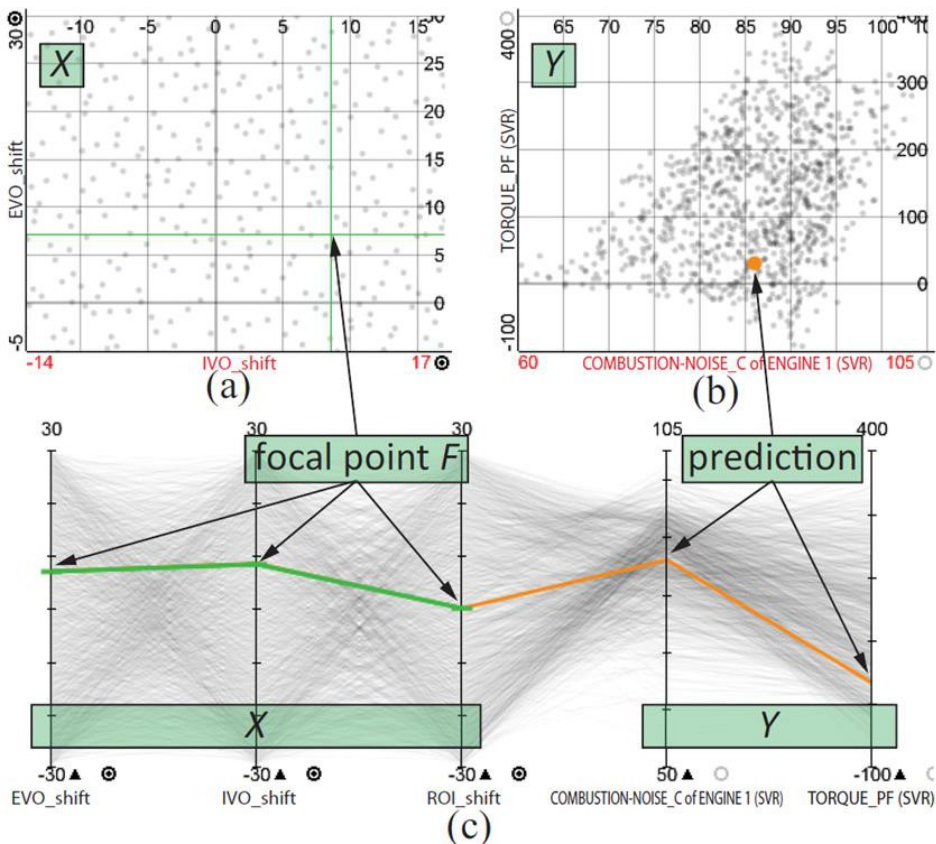 0 -10 -5 0 5 10 15 30
30
X
25
20
15
10
5
0
-5
EVO_shift
-14 IVO_shift 17
(a)
65 75 80 85 90 100
400
Y
300
200
100
0
-100
TORQUE_PF (SVR)
60 COMBUSTION-NOISE_C of ENGINE 1 (SVR) 105
(b)
30 30 30 105 400
focal point F
prediction
X
Y
-30 -30 -30 50 -100
EVO_shift IVO_shift ROI_shift COMBUSTION-NOISE_C of ENGINE 1 (SVR) TORQUE_PF (SVR)
(c)